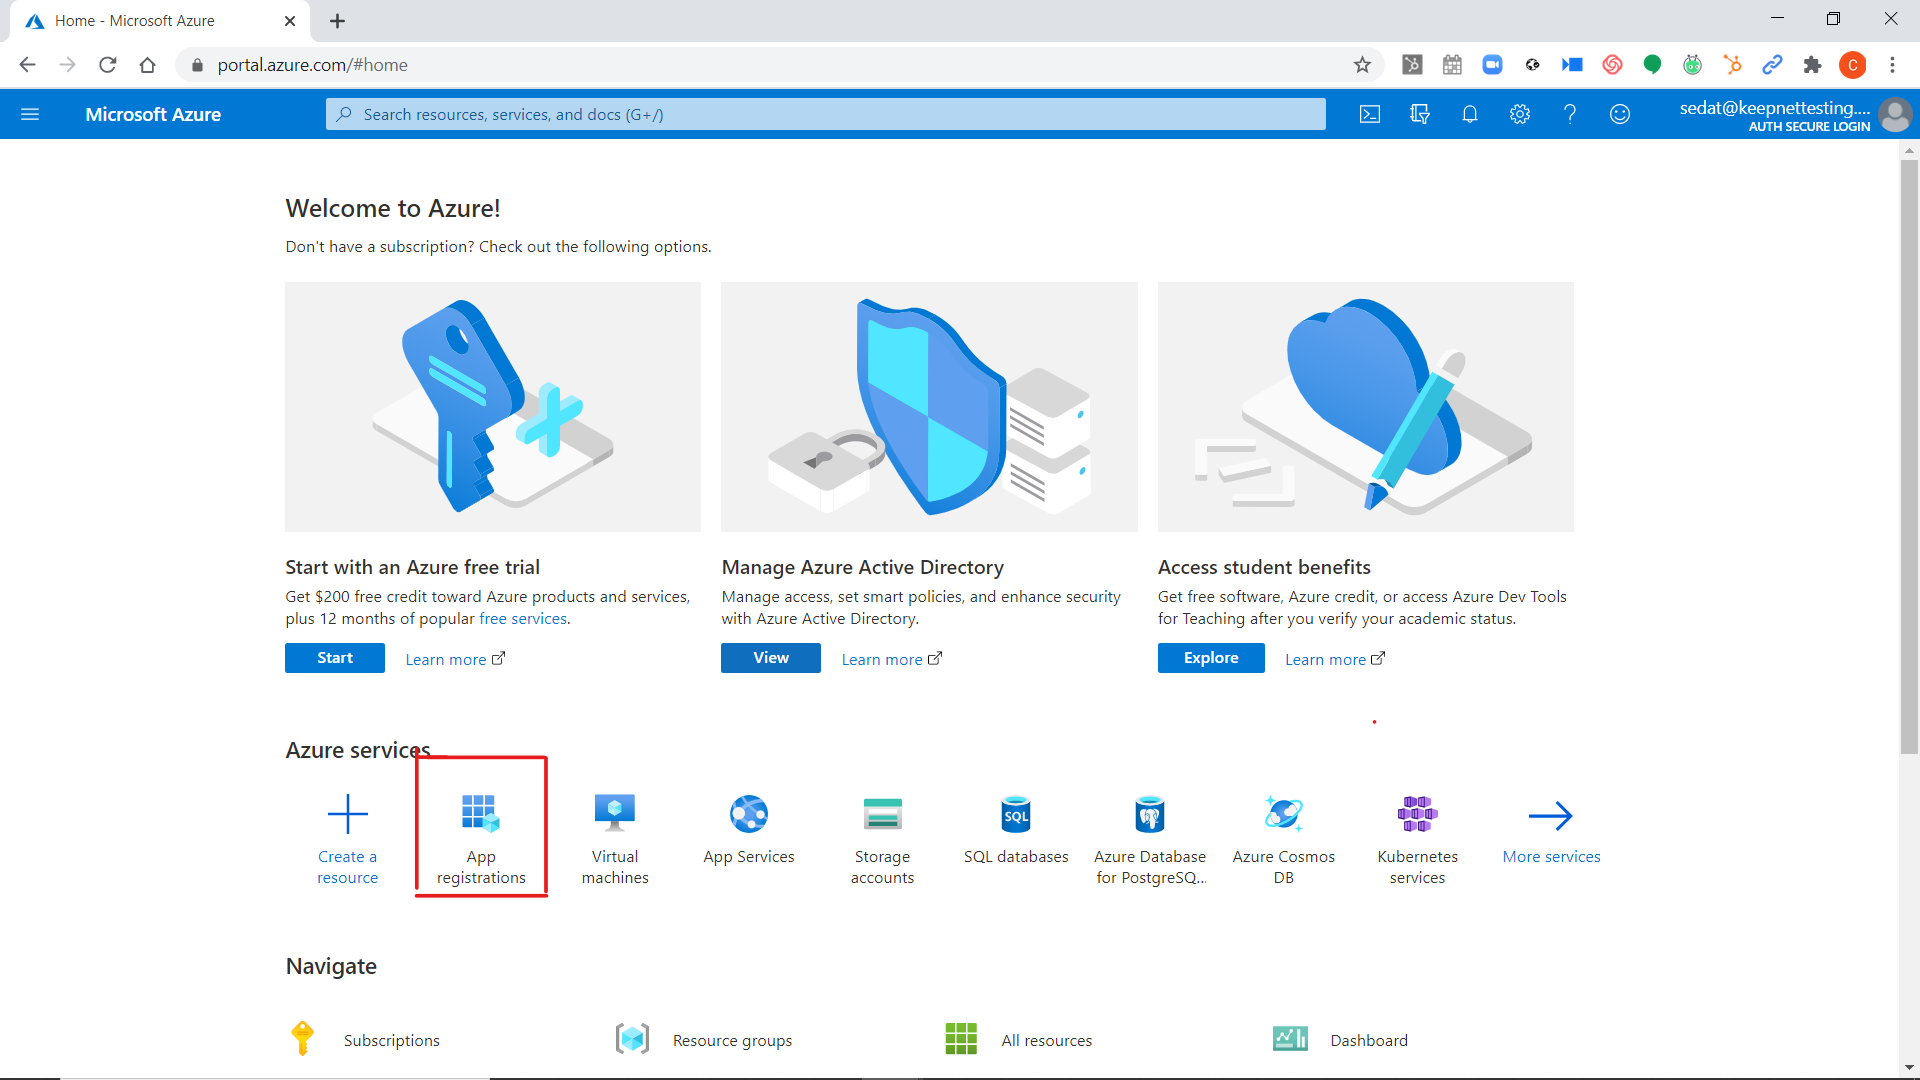 Home - Microsoft Azure
portal.azure.com/#home
C
Microsoft Azure
Search resources, services, and docs (G+/)
sedat@keepnettesting....
AUTH SECURE LOGIN
Welcome to Azure!
Don't have a subscription? Check out the following options.
Start with an Azure free trial
Get $200 free credit toward Azure products and services,
plus 12 months of popular free services.
Start
Learn more
Manage Azure Active Directory
Manage access, set smart policies, and enhance security
with Azure Active Directory.
View
Learn more
Access student benefits
Get free software, Azure credit, or access Azure Dev Tools
for Teaching after you verify your academic status.
Explore
Learn more
Azure services
Create a
resource
App
registrations
Virtual
machines
App Services
Storage
accounts
SQL
SQL databases
Azure Database
for PostgreSQ...
Azure Cosmos
DB
Kubernetes
services
More services
Navigate
Subscriptions
Resource groups
All resources
Dashboard